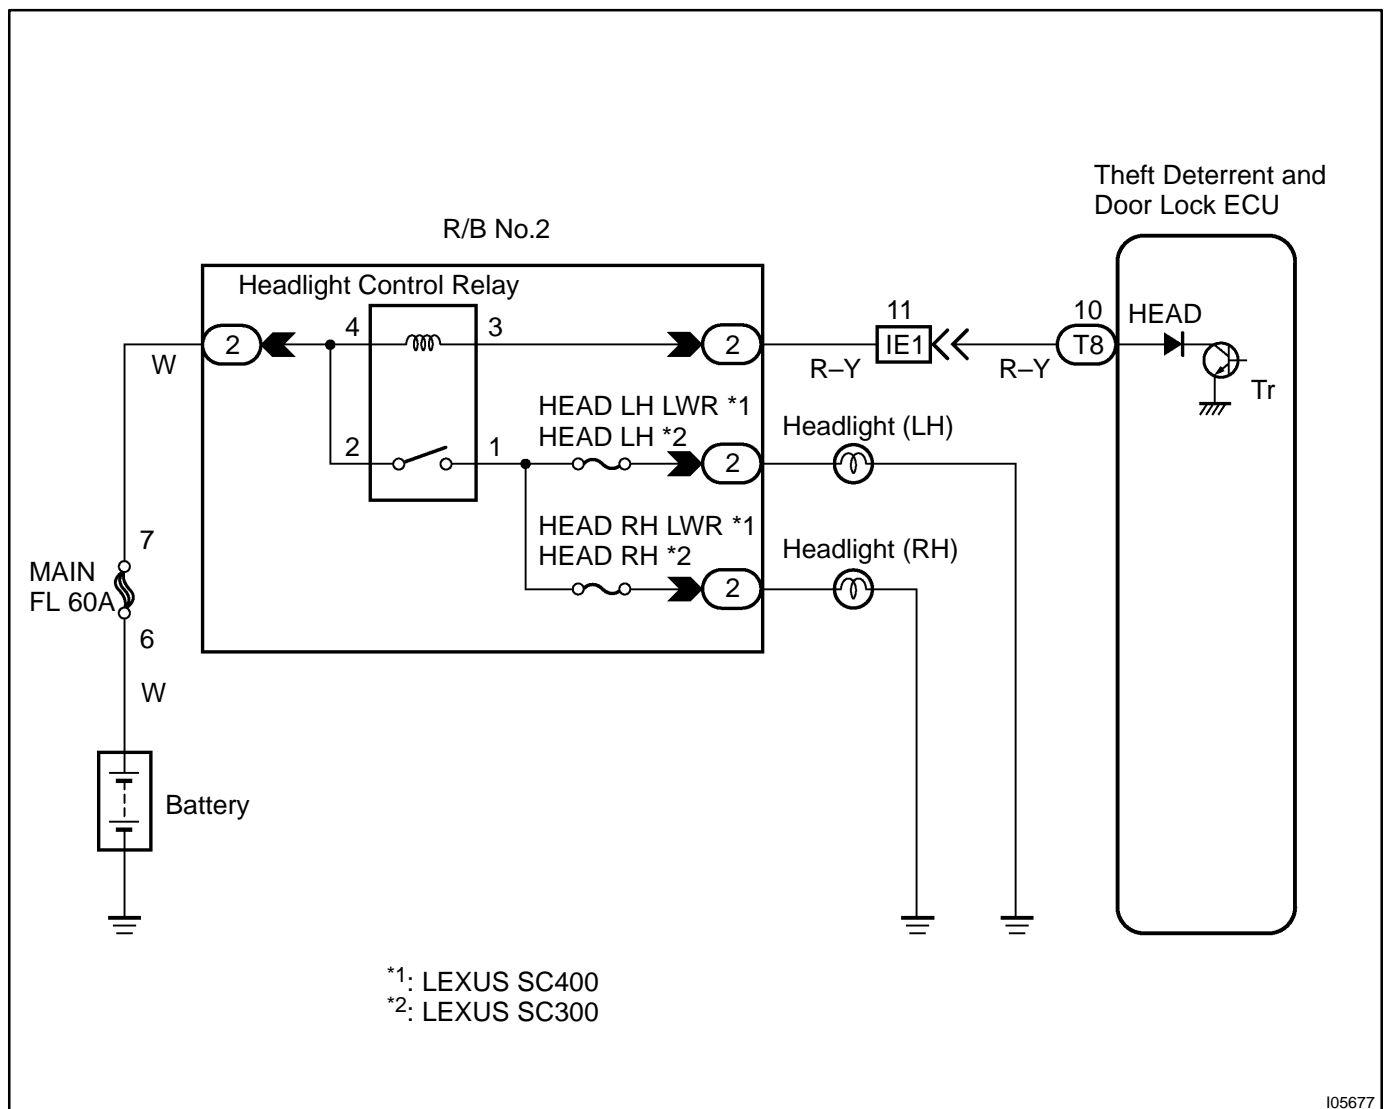 Theft Deterrent and
Door Lock ECU
R/B No.2
Headlight Control Relay
4
3
11
10
HEAD
2
2
IE1
T8
W
R–Y
R–Y
Tr
HEAD LH LWR *1
HEAD LH *2
Headlight (LH)
2
1
2
HEAD RH LWR *1
HEAD RH *2
Headlight (RH)
7
MAIN
FL 60A
2
6
W
Battery
*1: LEXUS SC400
*2: LEXUS SC300
I05677